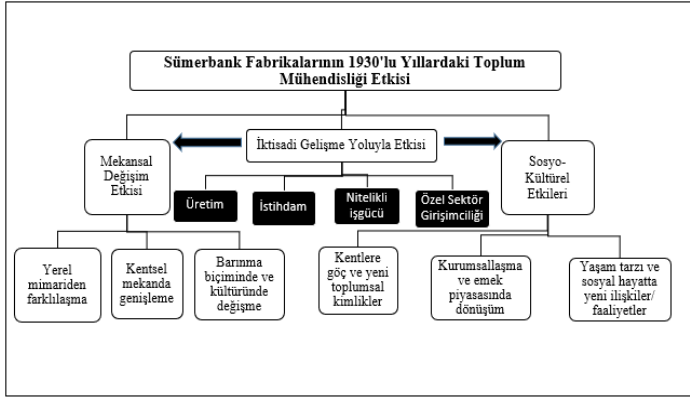 Sümerbank Fabrikalarının 1930'lu Yıllardaki Toplum
Mühendisliği Etkisi
Mekansal
Değişim
Etkisi
İktisadi Gelişme Yoluyla Etkisi
Sosyo-
Kültürel
Etkileri
Üretim
İstihdam
Nitelikli
işgücü
Özel Sektör
Girişimciliği
Yerel
mimariden
farklılaşma
Kentsel
mekanda
genişleme
Barınma
biçiminde ve
kültüründe
değişme
Kentlere
göç ve yeni
toplumsal
kimlikler
Kurumsallaşma
ve emek
piyasasında
dönüşüm
Yaşam tarzı ve
sosyal hayatta
yeni ilişkiler/
faaliyetler